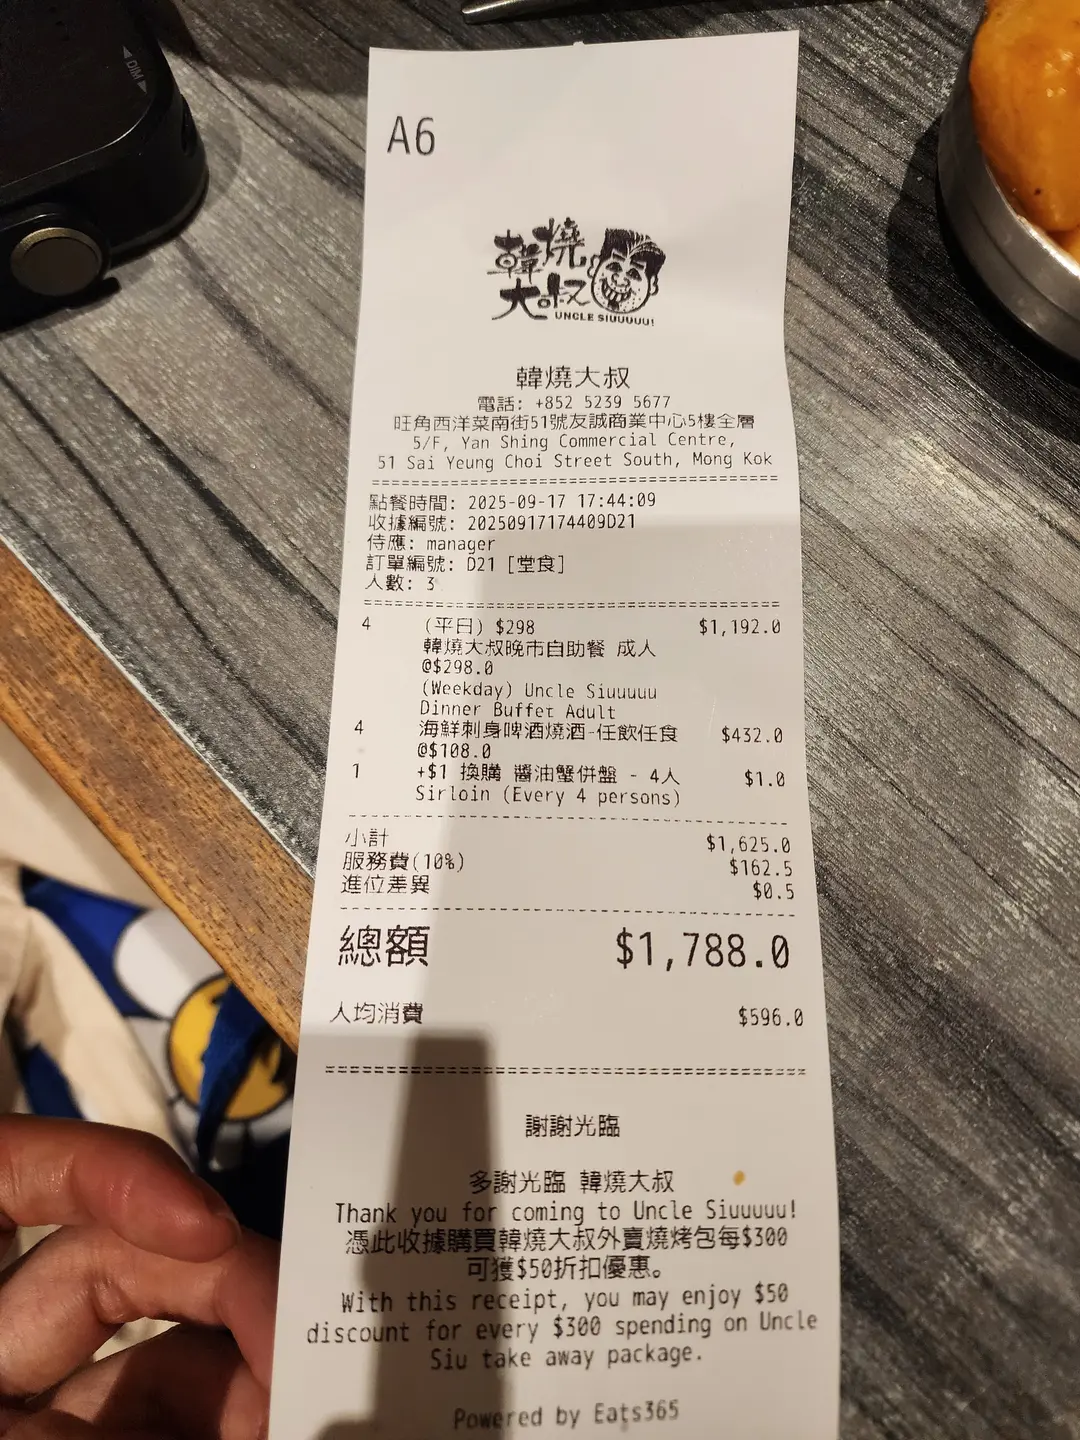 DIM
A6
韓燒
大叔
UNCLE SIUUUUU!
韓燒大叔
電話: +852 5239 5677
旺角西洋菜南街51號友誠商業中心5樓全層
5/F, Yan Shing Commercial Centre,
51 Sai Yeung Choi Street South, Mong Kok
點餐時間: 2025-09-17 17:44:09
收據編號: 20250917174409D21
侍應: manager
訂單編號: D21 [堂食]
人數: 3
4 (平日) $298 $1,192.0
韓燒大叔晚市自助餐 成人
@$298.0
(Weekday) Uncle Siuuuuu
Dinner Buffet Adult
4 海鮮刺身啤酒燒酒-任飲任食 $432.0
@$108.0
1 +$1 換購 醬油蟹併盤 - 4人 $1.0
Sirloin (Every 4 persons)
小計 $1,625.0
服務費(10%) $162.5
進位差異 $0.5
總額 $1,788.0
人均消費 $596.0
謝謝光臨
多謝光臨 韓燒大叔
Thank you for coming to Uncle Siuuuuu!
憑此收據購買韓燒大叔外賣燒烤包每$300
可獲$50折扣優惠。
With this receipt, you may enjoy $50
discount for every $300 spending on Uncle
Siu take away package.
Powered by Eats365